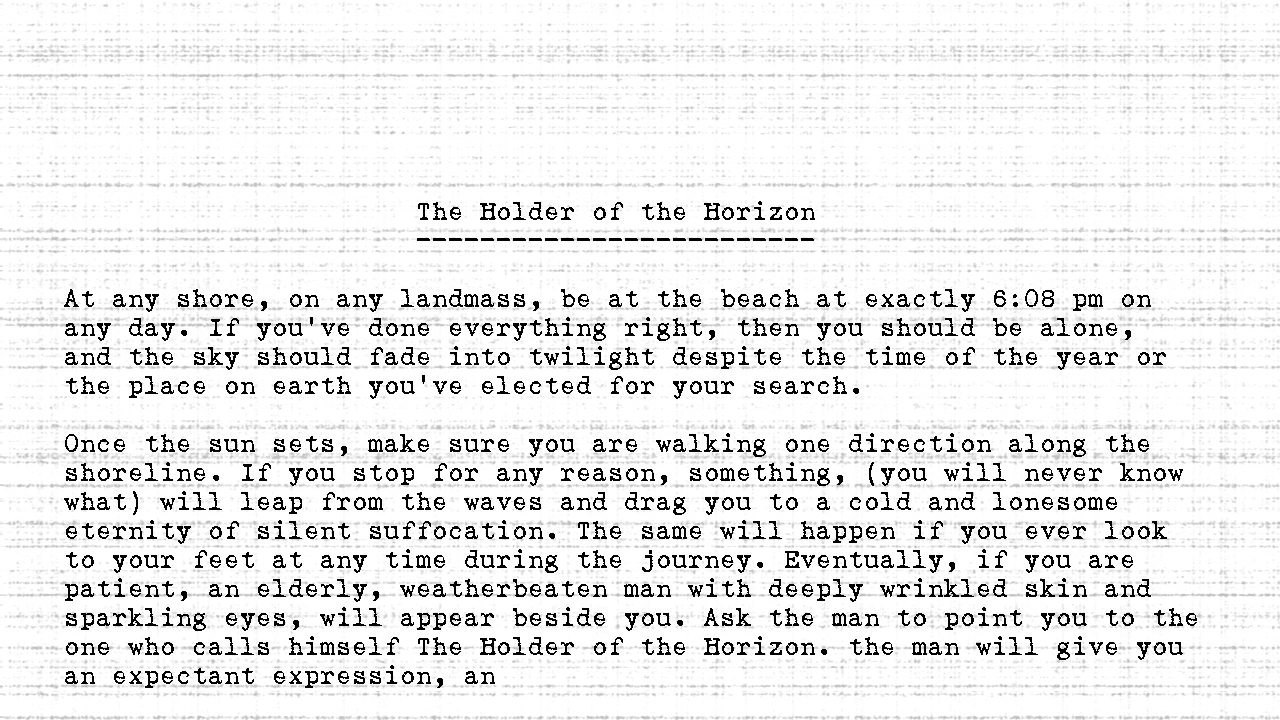 The Holder of the Horizon
-------------------------
At any shore, on any landmass, be at the beach at exactly 6:08 pm on
any day. If you've done everything right, then you should be alone,
and the sky should fade into twilight despite the time of the year or
the place on earth you've elected for your search.
Once the sun sets, make sure you are walking one direction along the
shoreline. If you stop for any reason, something, (you will never know
what) will leap from the waves and drag you to a cold and lonesome
eternity of silent suffocation. The same will happen if you ever look
to your feet at any time during the journey. Eventually, if you are
patient, an elderly, weatherbeaten man with deeply wrinkled skin and
sparkling eyes, will appear beside you. Ask the man to point you to the
one who calls himself The Holder of the Horizon. the man will give you
an expectant expression, an